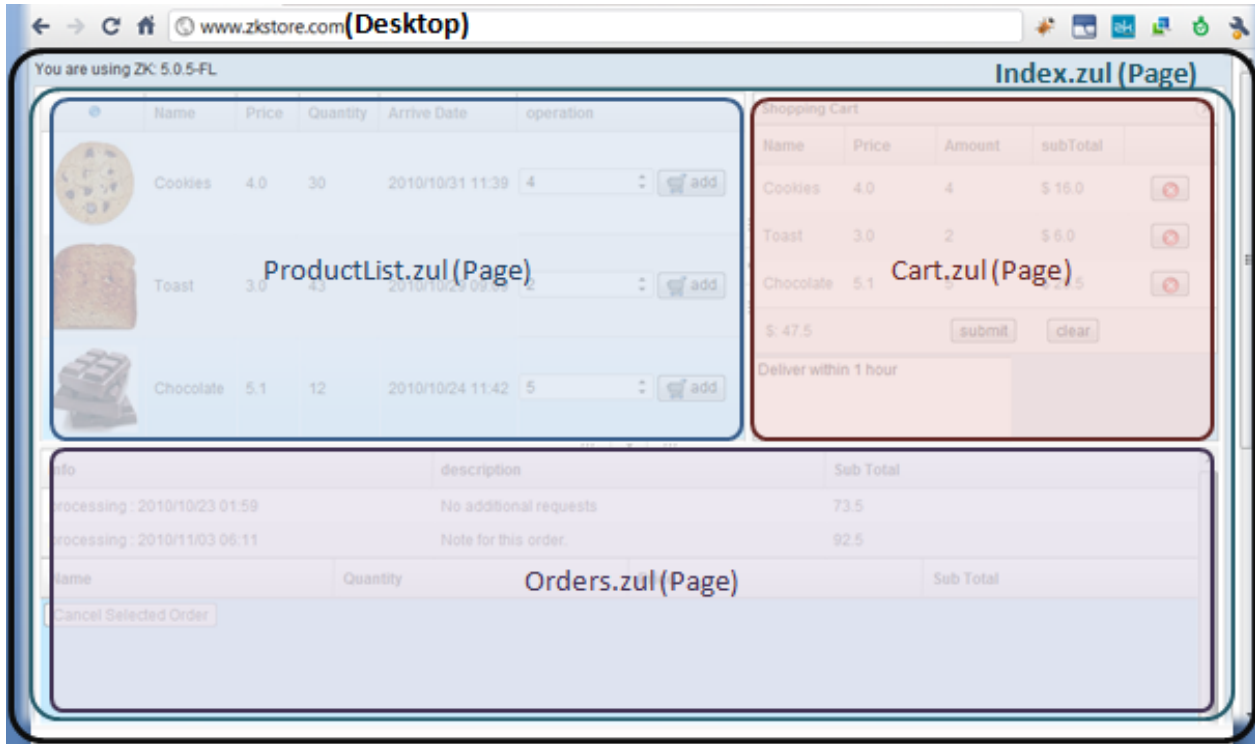 www.zkstore.com(Desktop)
You are using ZK: 5.0.5-FL
Index.zul (Page)
Name Price Quantity Arrive Date operation
Shopping Cart
Name Price Amount subTotal
Cookies 4.0 30 2010/10/31 11:39 4 add
Cookies 4.0 4 $ 16.0
Toast 3.0 2 $ 6.0
ProductList.zul (Page)
Cart.zul (Page)
Toast 3.0 43 2 add
Chocolate 5.1
$: 47.5 submit clear
Deliver within 1 hour
Chocolate 5.1 12 2010/10/24 11:42 5 add
info description Sub Total
processing : 2010/10/23 01:59 No additional requests 73.5
processing : 2010/11/03 06:11 Note for this order. 92.5
Name Quantity Sub Total
Orders.zul (Page)
Cancel Selected Order